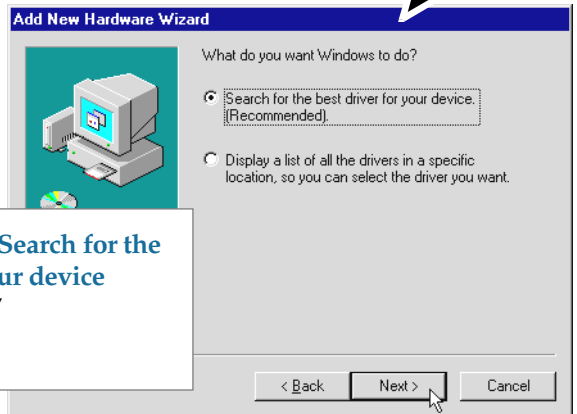 Add New Hardware Wizard
What do you want Windows to do?
Search for the best driver for your device.
(Recommended).
Display a list of all the drivers in a specific
location, so you can select the driver you want.
Search for the
ur device
< Back Next > Cancel